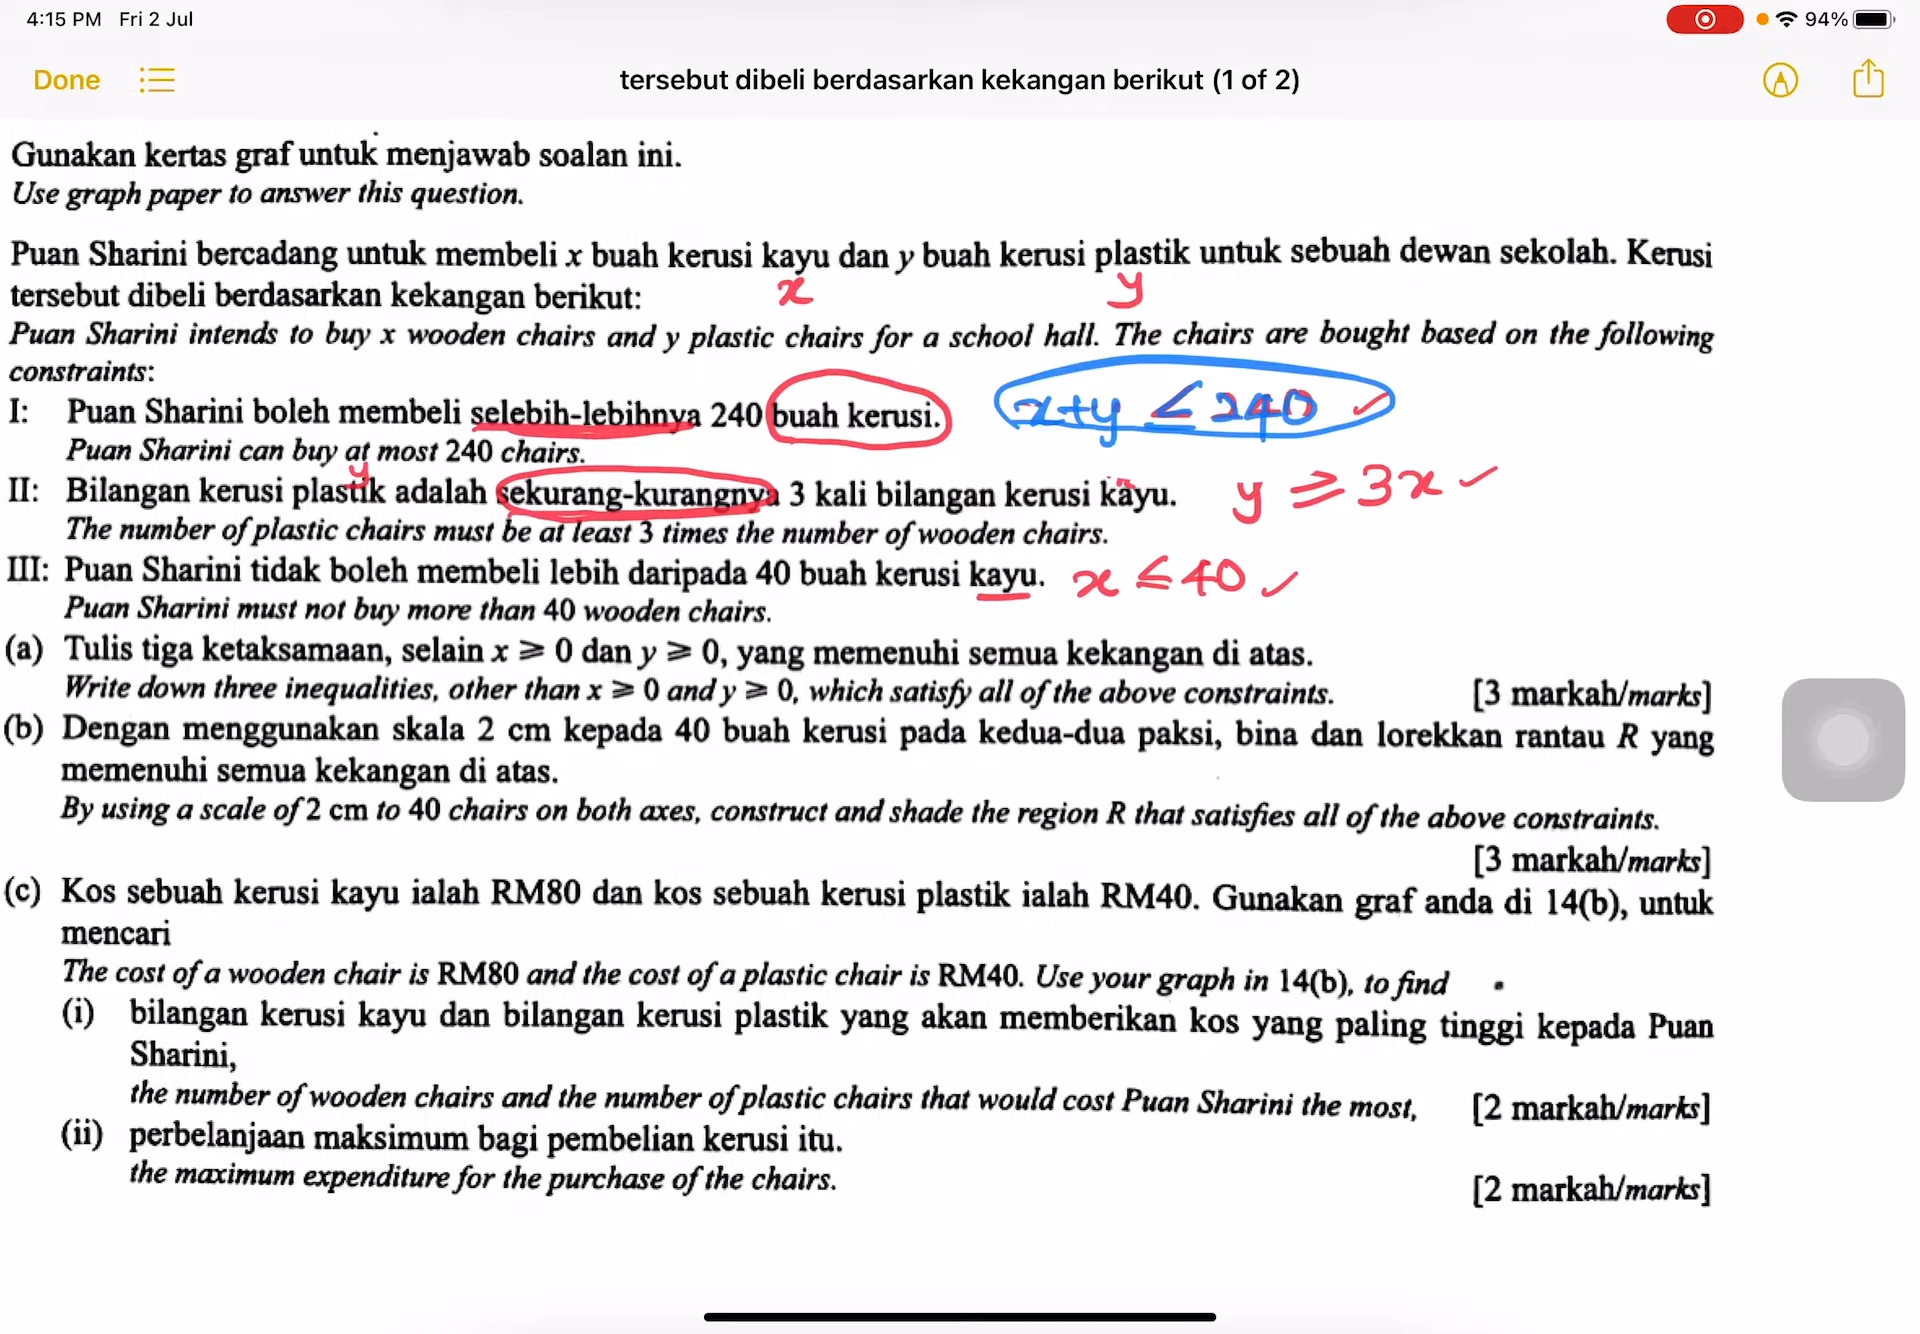 4:15 PM Fri 2 Jul
94%
Done
tersebut dibeli berdasarkan kekangan berikut (1 of 2)
Gunakan kertas graf untuk menjawab soalan ini.
Use graph paper to answer this question.
Puan Sharini bercadang untuk membeli x buah kerusi kayu dan y buah kerusi plastik untuk sebuah dewan sekolah. Kerusi
tersebut dibeli berdasarkan kekangan berikut:
x y
Puan Sharini intends to buy x wooden chairs and y plastic chairs for a school hall. The chairs are bought based on the following
constraints:
I: Puan Sharini boleh membeli selebih-lebihnya 240 buah kerusi. x+y ≤ 240 ✓
Puan Sharini can buy at most 240 chairs.
y
II: Bilangan kerusi plastik adalah sekurang-kurangnya 3 kali bilangan kerusi kayu. y ≥ 3x ✓
The number of plastic chairs must be at least 3 times the number of wooden chairs.
III: Puan Sharini tidak boleh membeli lebih daripada 40 buah kerusi kayu. x ≤ 40 ✓
Puan Sharini must not buy more than 40 wooden chairs.
(a) Tulis tiga ketaksamaan, selain x ⩾ 0 dan y ⩾ 0, yang memenuhi semua kekangan di atas.
Write down three inequalities, other than x ⩾ 0 and y ⩾ 0, which satisfy all of the above constraints. [3 markah/marks]
(b) Dengan menggunakan skala 2 cm kepada 40 buah kerusi pada kedua-dua paksi, bina dan lorekkan rantau R yang
memenuhi semua kekangan di atas.
By using a scale of 2 cm to 40 chairs on both axes, construct and shade the region R that satisfies all of the above constraints.
[3 markah/marks]
(c) Kos sebuah kerusi kayu ialah RM80 dan kos sebuah kerusi plastik ialah RM40. Gunakan graf anda di 14(b), untuk
mencari
The cost of a wooden chair is RM80 and the cost of a plastic chair is RM40. Use your graph in 14(b), to find
(i) bilangan kerusi kayu dan bilangan kerusi plastik yang akan memberikan kos yang paling tinggi kepada Puan
Sharini,
the number of wooden chairs and the number of plastic chairs that would cost Puan Sharini the most, [2 markah/marks]
(ii) perbelanjaan maksimum bagi pembelian kerusi itu.
the maximum expenditure for the purchase of the chairs.
[2 markah/marks]